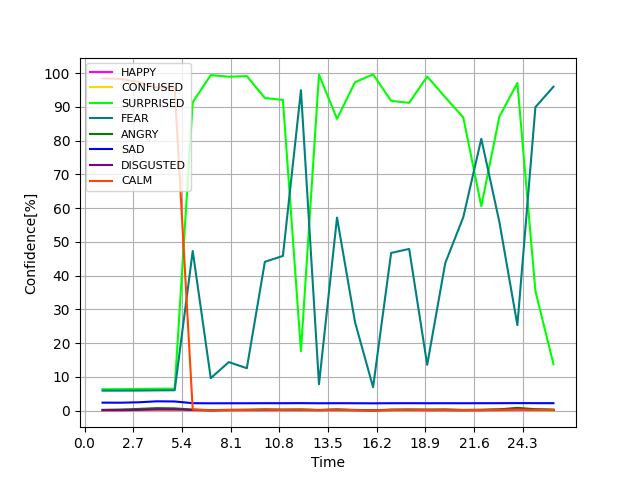 100
90
80
70
60
50
40
30
20
10
0
Confidence[%]
HAPPY
CONFUSED
SURPRISED
FEAR
ANGRY
SAD
DISGUSTED
CALM
0.0 2.7 5.4 8.1 10.8 13.5 16.2 18.9 21.6 24.3
Time